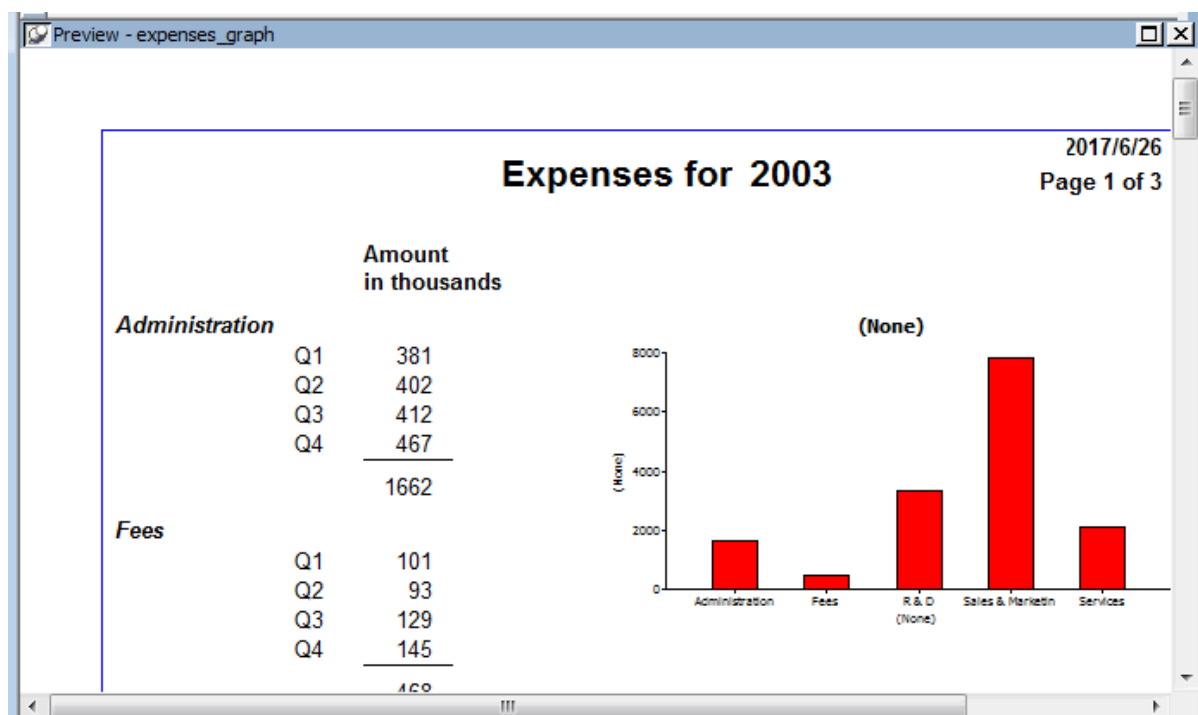 Preview - expenses_graph
2017/6/26
Expenses for 2003
Page 1 of 3
Amount
in thousands
Administration
Q1 381
Q2 402
Q3 412
Q4 467
1662
Fees
Q1 101
Q2 93
Q3 129
Q4 145
468
(None)
8000
6000
4000
2000
0
(None)
Administration Fees R & D Sales & Marketin Services
(None)